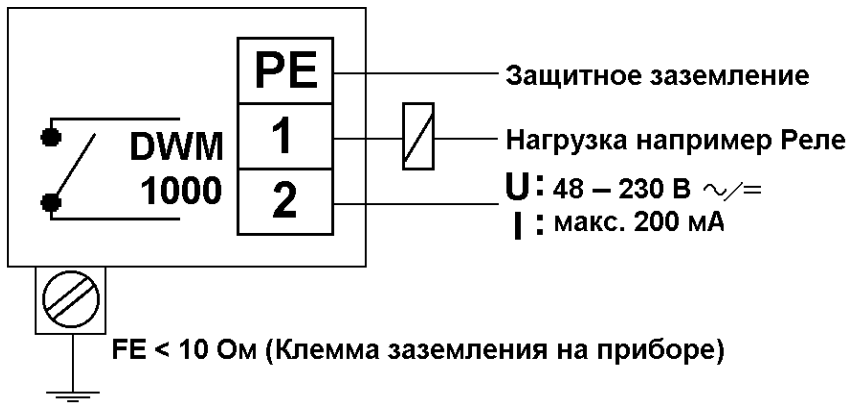 PE
Защитное заземление
1
Нагрузка например Реле
DWM
1000
2
U: 48 – 230 В ~/=
I : макс. 200 мА
FE < 10 Ом (Клемма заземления на приборе)